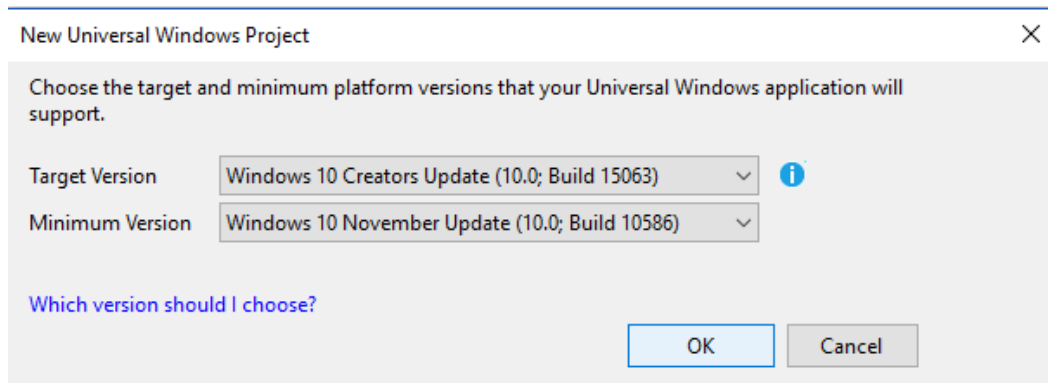 New Universal Windows Project
Choose the target and minimum platform versions that your Universal Windows application will
support.
Target Version Windows 10 Creators Update (10.0; Build 15063)
Minimum Version Windows 10 November Update (10.0; Build 10586)
Which version should I choose?
OK Cancel